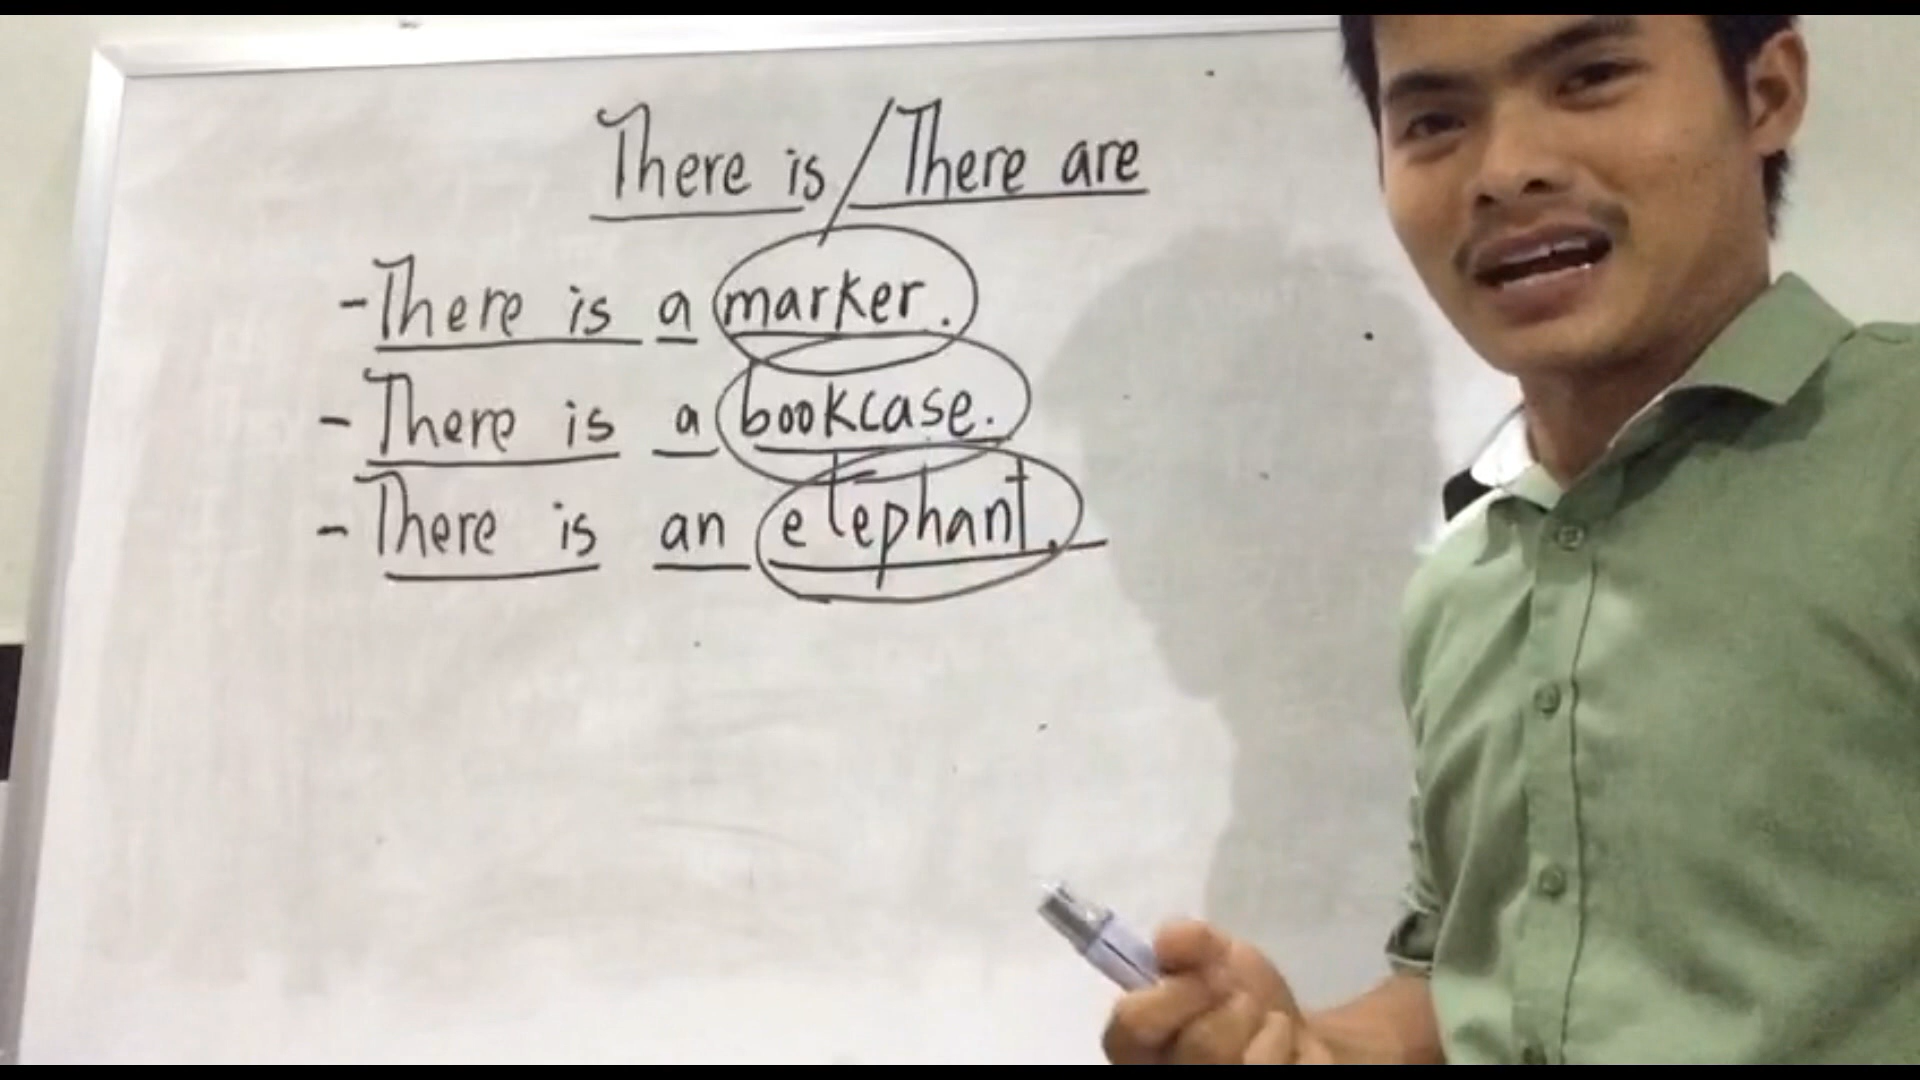 There is / There are
- There is a marker.
- There is a bookcase.
- There is an elephant.